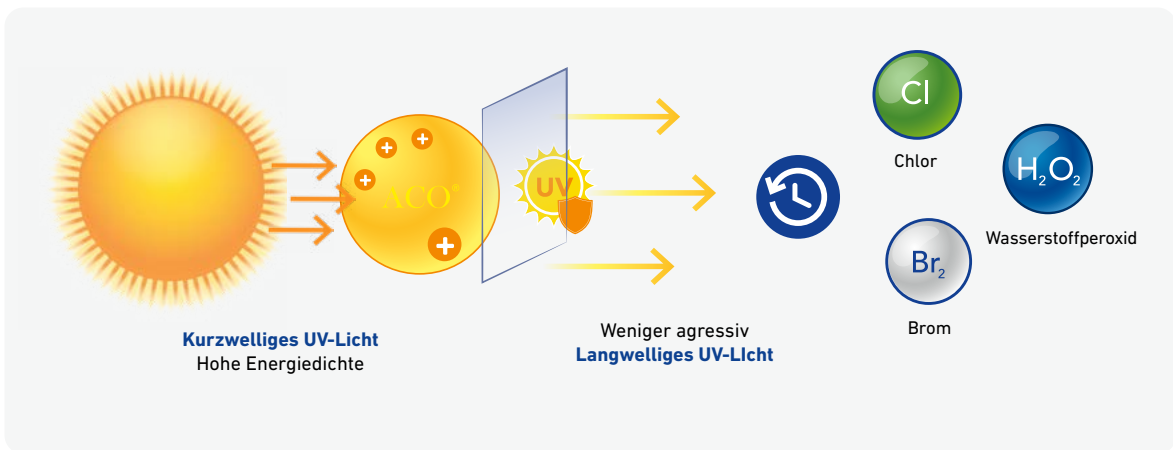 ACO®
UV
Kurzwelliges UV-Licht
Hohe Energiedichte
Weniger agressiv
Langwelliges UV-LIcht
Cl
Chlor
H₂O₂
Wasserstoffperoxid
Br₂
Brom